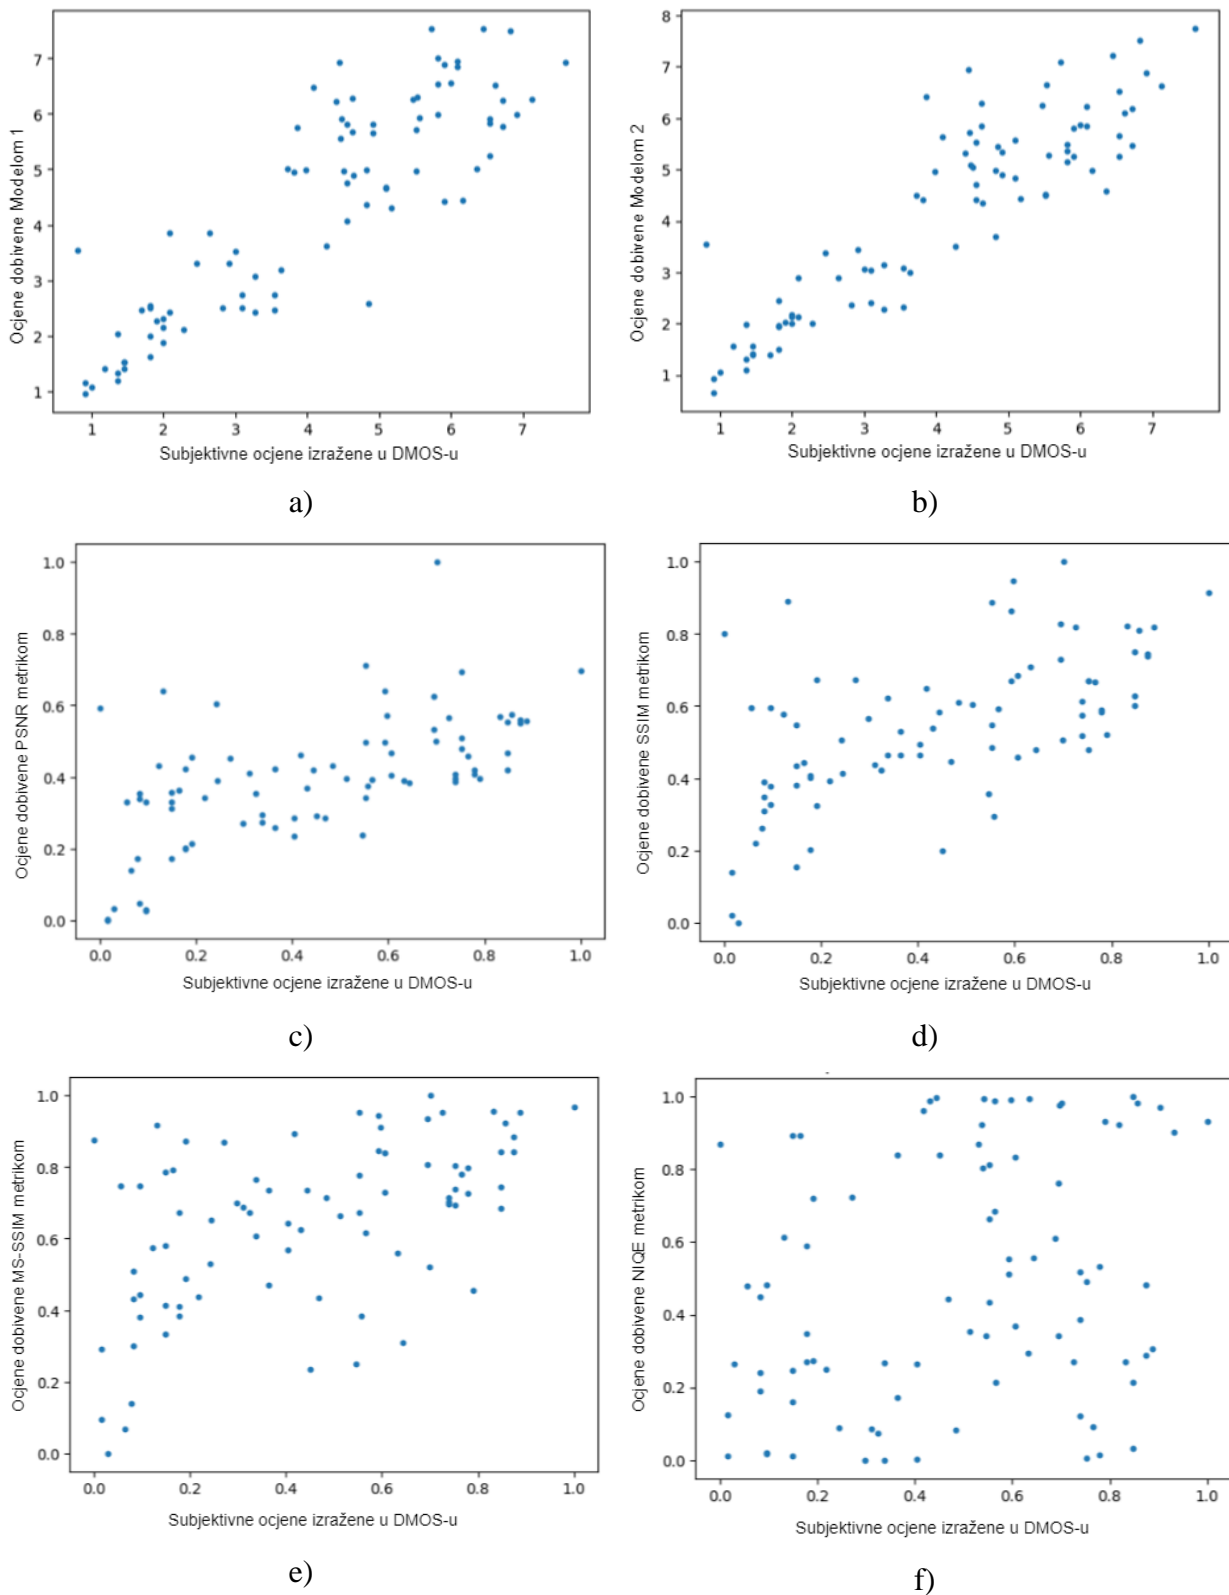 Ocjene dobivene Modelom 1
7
6
5
4
3
2
1
1 2 3 4 5 6 7
Subjektivne ocjene izražene u DMOS-u
a)
Ocjene dobivene Modelom 2
8
7
6
5
4
3
2
1
1 2 3 4 5 6 7
Subjektivne ocjene izražene u DMOS-u
b)
Ocjene dobivene PSNR metrikom
1.0
0.8
0.6
0.4
0.2
0.0
0.0 0.2 0.4 0.6 0.8 1.0
Subjektivne ocjene izražene u DMOS-u
c)
Ocjene dobivene SSIM metrikom
1.0
0.8
0.6
0.4
0.2
0.0
0.0 0.2 0.4 0.6 0.8 1.0
Subjektivne ocjene izražene u DMOS-u
d)
Ocjene dobivene MS-SSIM metrikom
1.0
0.8
0.6
0.4
0.2
0.0
0.0 0.2 0.4 0.6 0.8 1.0
Subjektivne ocjene izražene u DMOS-u
e)
Ocjene dobivene NIQE metrikom
1.0
0.8
0.6
0.4
0.2
0.0
0.0 0.2 0.4 0.6 0.8 1.0
Subjektivne ocjene izražene u DMOS-u
f)